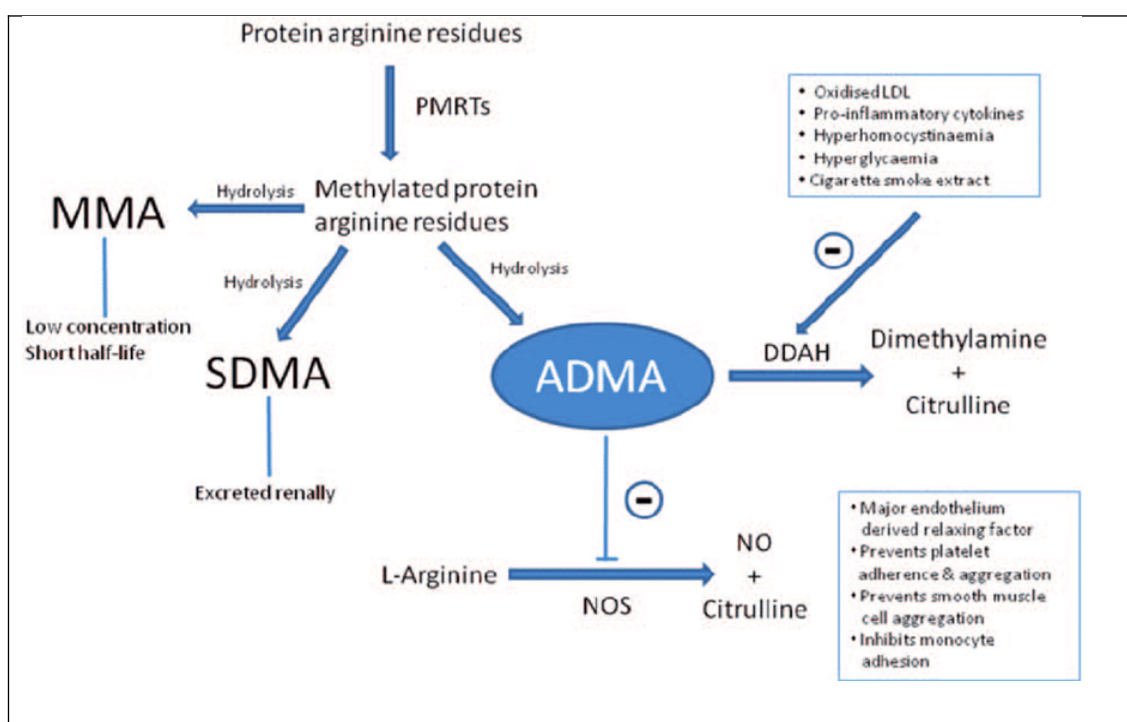 Protein arginine residues
PMRTs
• Oxidised LDL
• Pro-inflammatory cytokines
• Hyperhomocystinaemia
• Hyperglycaemia
• Cigarette smoke extract
MMA
Hydrolysis
Methylated protein
arginine residues
Hydrolysis
Hydrolysis
Low concentration
Short half-life
SDMA
ADMA
DDAH
Dimethylamine
+
Citrulline
Excreted renally
L-Arginine
NOS
NO
+
Citrulline
• Major endothelium
derived relaxing factor
• Prevents platelet
adherence & aggregation
• Prevents smooth muscle
cell aggregation
• Inhibits monocyte
adhesion